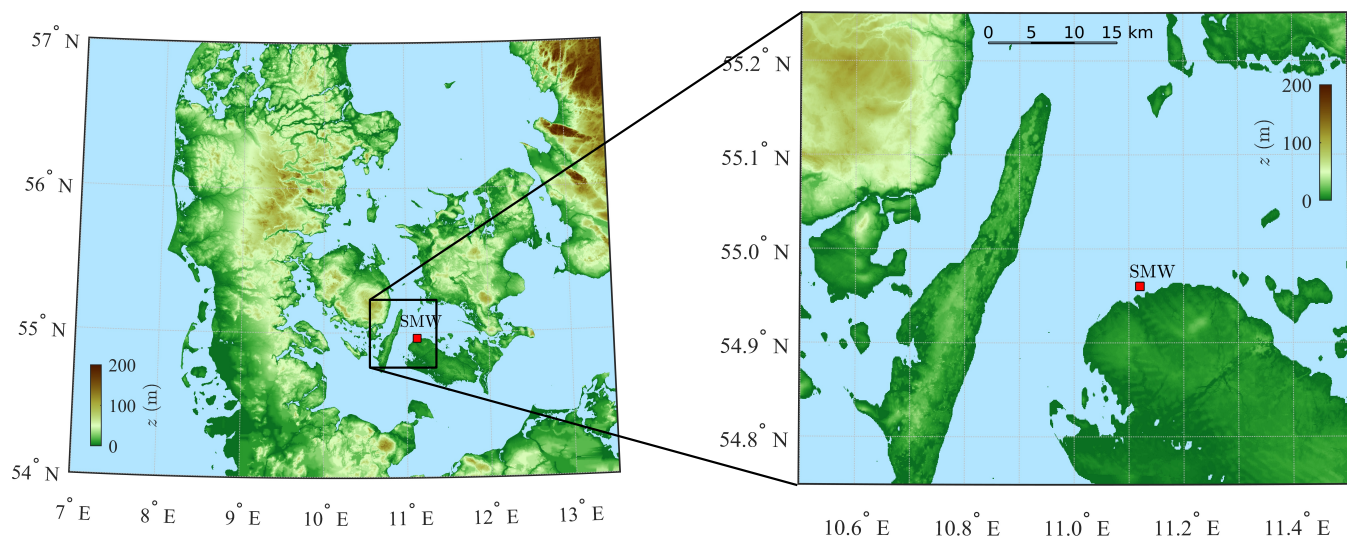 57° N
56° N
55° N
54° N
7° E
8° E
9° E
10° E
11° E
12° E
13° E
SMW
200
100
0
z (m)
0 5 10 15 km
55.2° N
55.1° N
55.0° N
54.9° N
54.8° N
10.6° E
10.8° E
11.0° E
11.2° E
11.4° E
SMW
200
100
0
z (m)